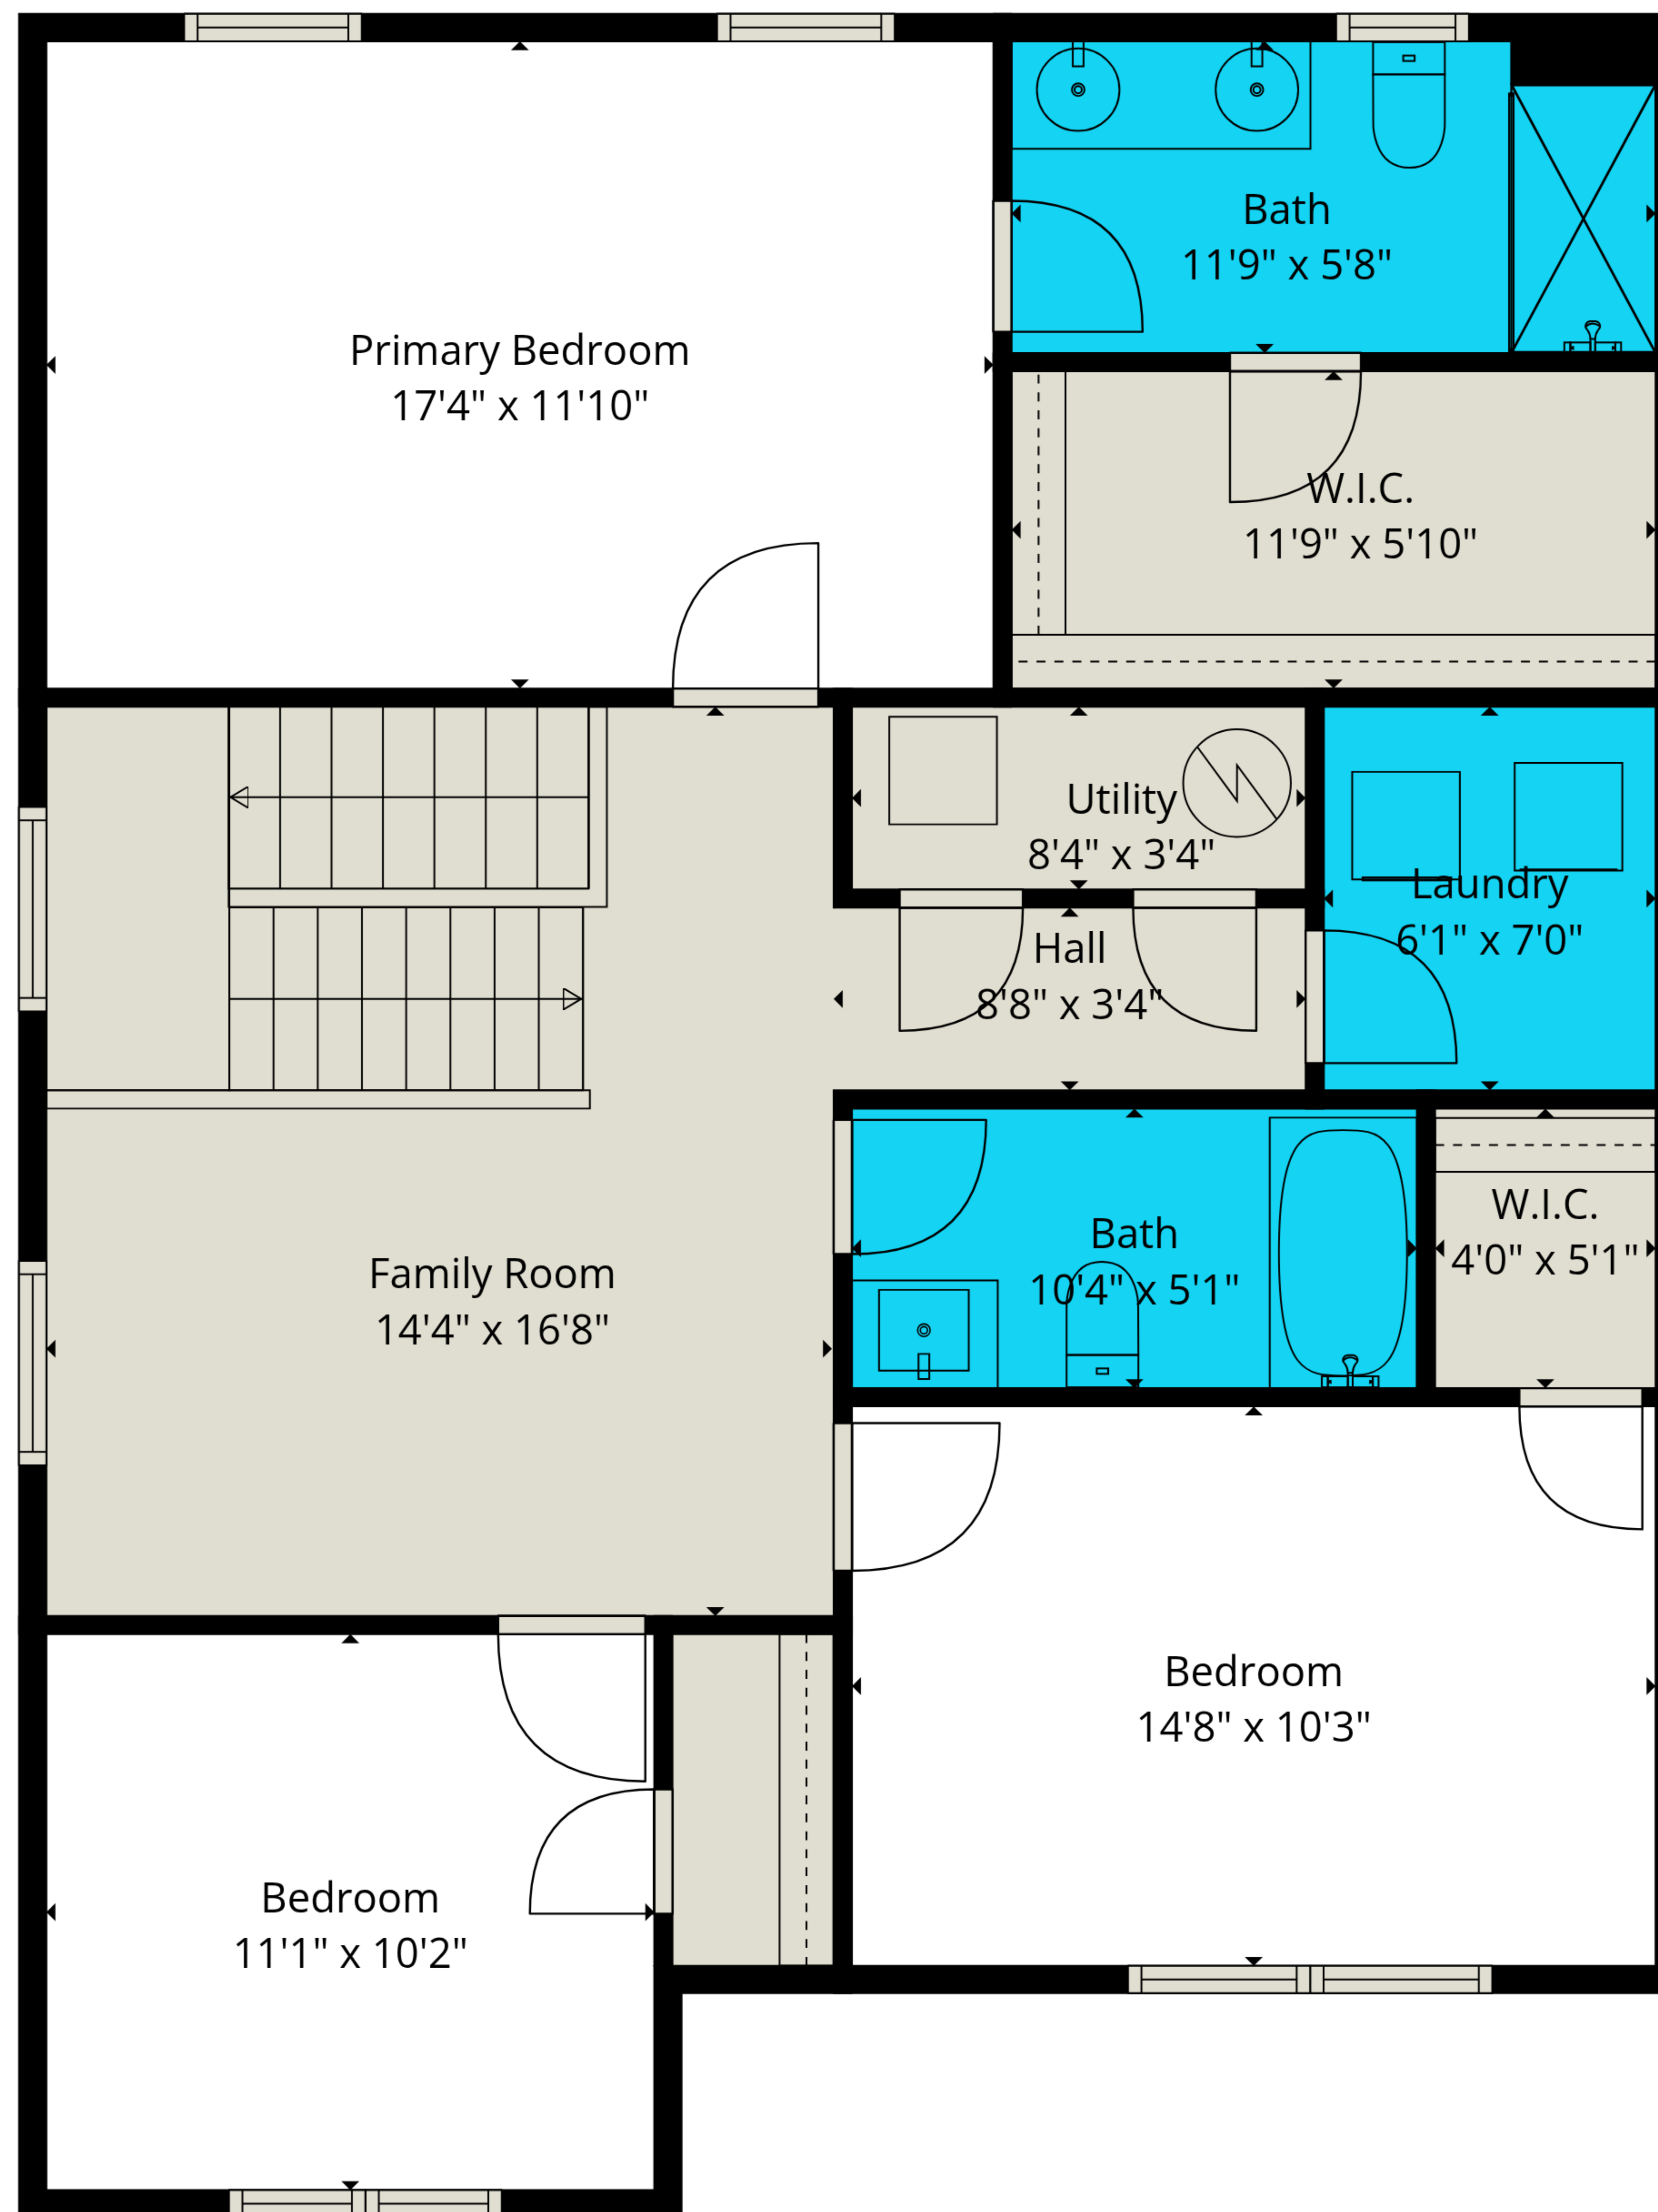 Bath
11'9" x 5'8"
Primary Bedroom
17'4" x 11'10"
W.I.C.
11'9" x 5'10"
Utility
8'4" x 3'4"
Laundry
6'1" x 7'0"
Hall
8'8" x 3'4"
W.I.C.
4'0" x 5'1"
Bath
10'4" x 5'1"
Family Room
14'4" x 16'8"
Bedroom
14'8" x 10'3"
Bedroom
11'1" x 10'2"